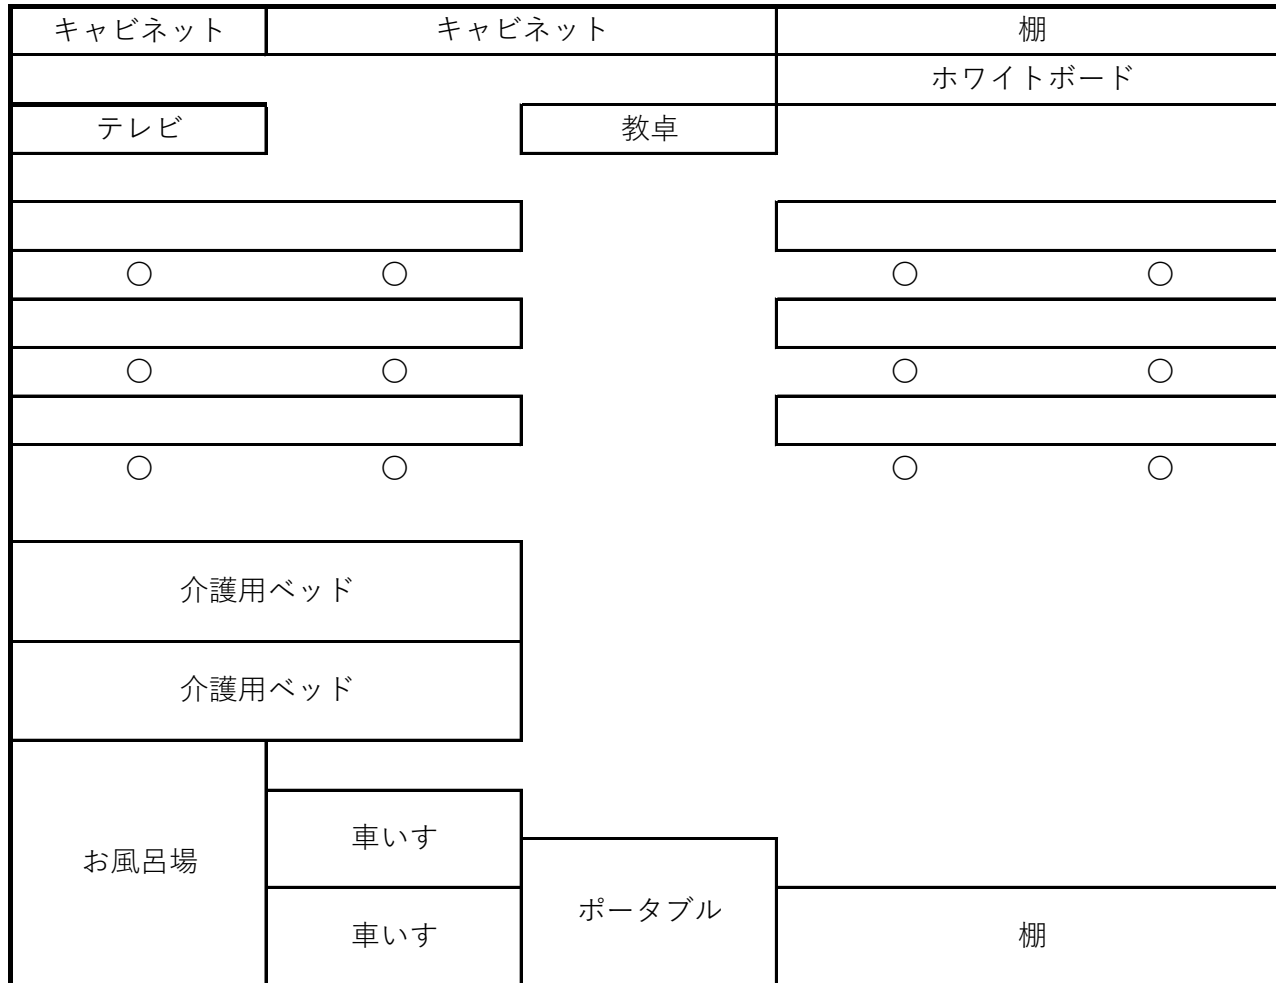 キャビネット キャビネット 棚
ホワイトボード
テレビ 教卓
○ ○ ○ ○
○ ○ ○ ○
○ ○ ○ ○
介護用ベッド
介護用ベッド
車いす
お風呂場
ポータブル
車いす 棚